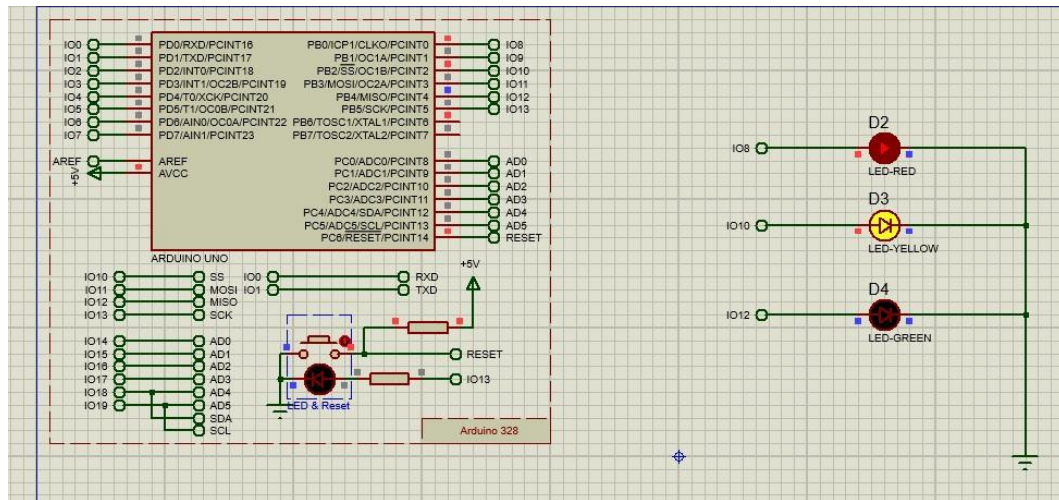 IO0 PD0/RXD/PCINT16 PB0/ICP1/CLKO/PCINT0 IO8
IO1 PD1/TXD/PCINT17 PB1/OC1A/PCINT1 IO9
IO2 PD2/INT0/PCINT18 PB2/SS/OC1B/PCINT2 IO10
IO3 PD3/INT1/OC2B/PCINT19 PB3/MOSI/OC2A/PCINT3 IO11
IO4 PD4/T0/XCK/PCINT20 PB4/MISO/PCINT4 IO12
IO5 PD5/T1/OC0B/PCINT21 PB5/SCK/PCINT5 IO13
IO6 PD6/AIN0/OC0A/PCINT22 PB6/TOSC1/XTAL1/PCINT6
IO7 PD7/AIN1/PCINT23 PB7/TOSC2/XTAL2/PCINT7
AREF AREF PC0/ADC0/PCINT8 AD0
+5V AVCC PC1/ADC1/PCINT9 AD1
PC2/ADC2/PCINT10 AD2
PC3/ADC3/PCINT11 AD3
PC4/ADC4/SDA/PCINT12 AD4
PC5/ADC5/SCL/PCINT13 AD5
PC6/RESET/PCINT14 RESET
ARDUINO UNO
IO10 SS IO0 RXD
IO11 MOSI IO1 TXD
IO12 MISO
IO13 SCK
+5V
IO14 AD0
IO15 AD1
IO16 AD2
IO17 AD3
IO18 AD4
IO19 AD5
SDA
SCL
RESET
IO13
LED & Reset
Arduino 328
D2
IO8
LED-RED
D3
IO10
LED-YELLOW
D4
IO12
LED-GREEN